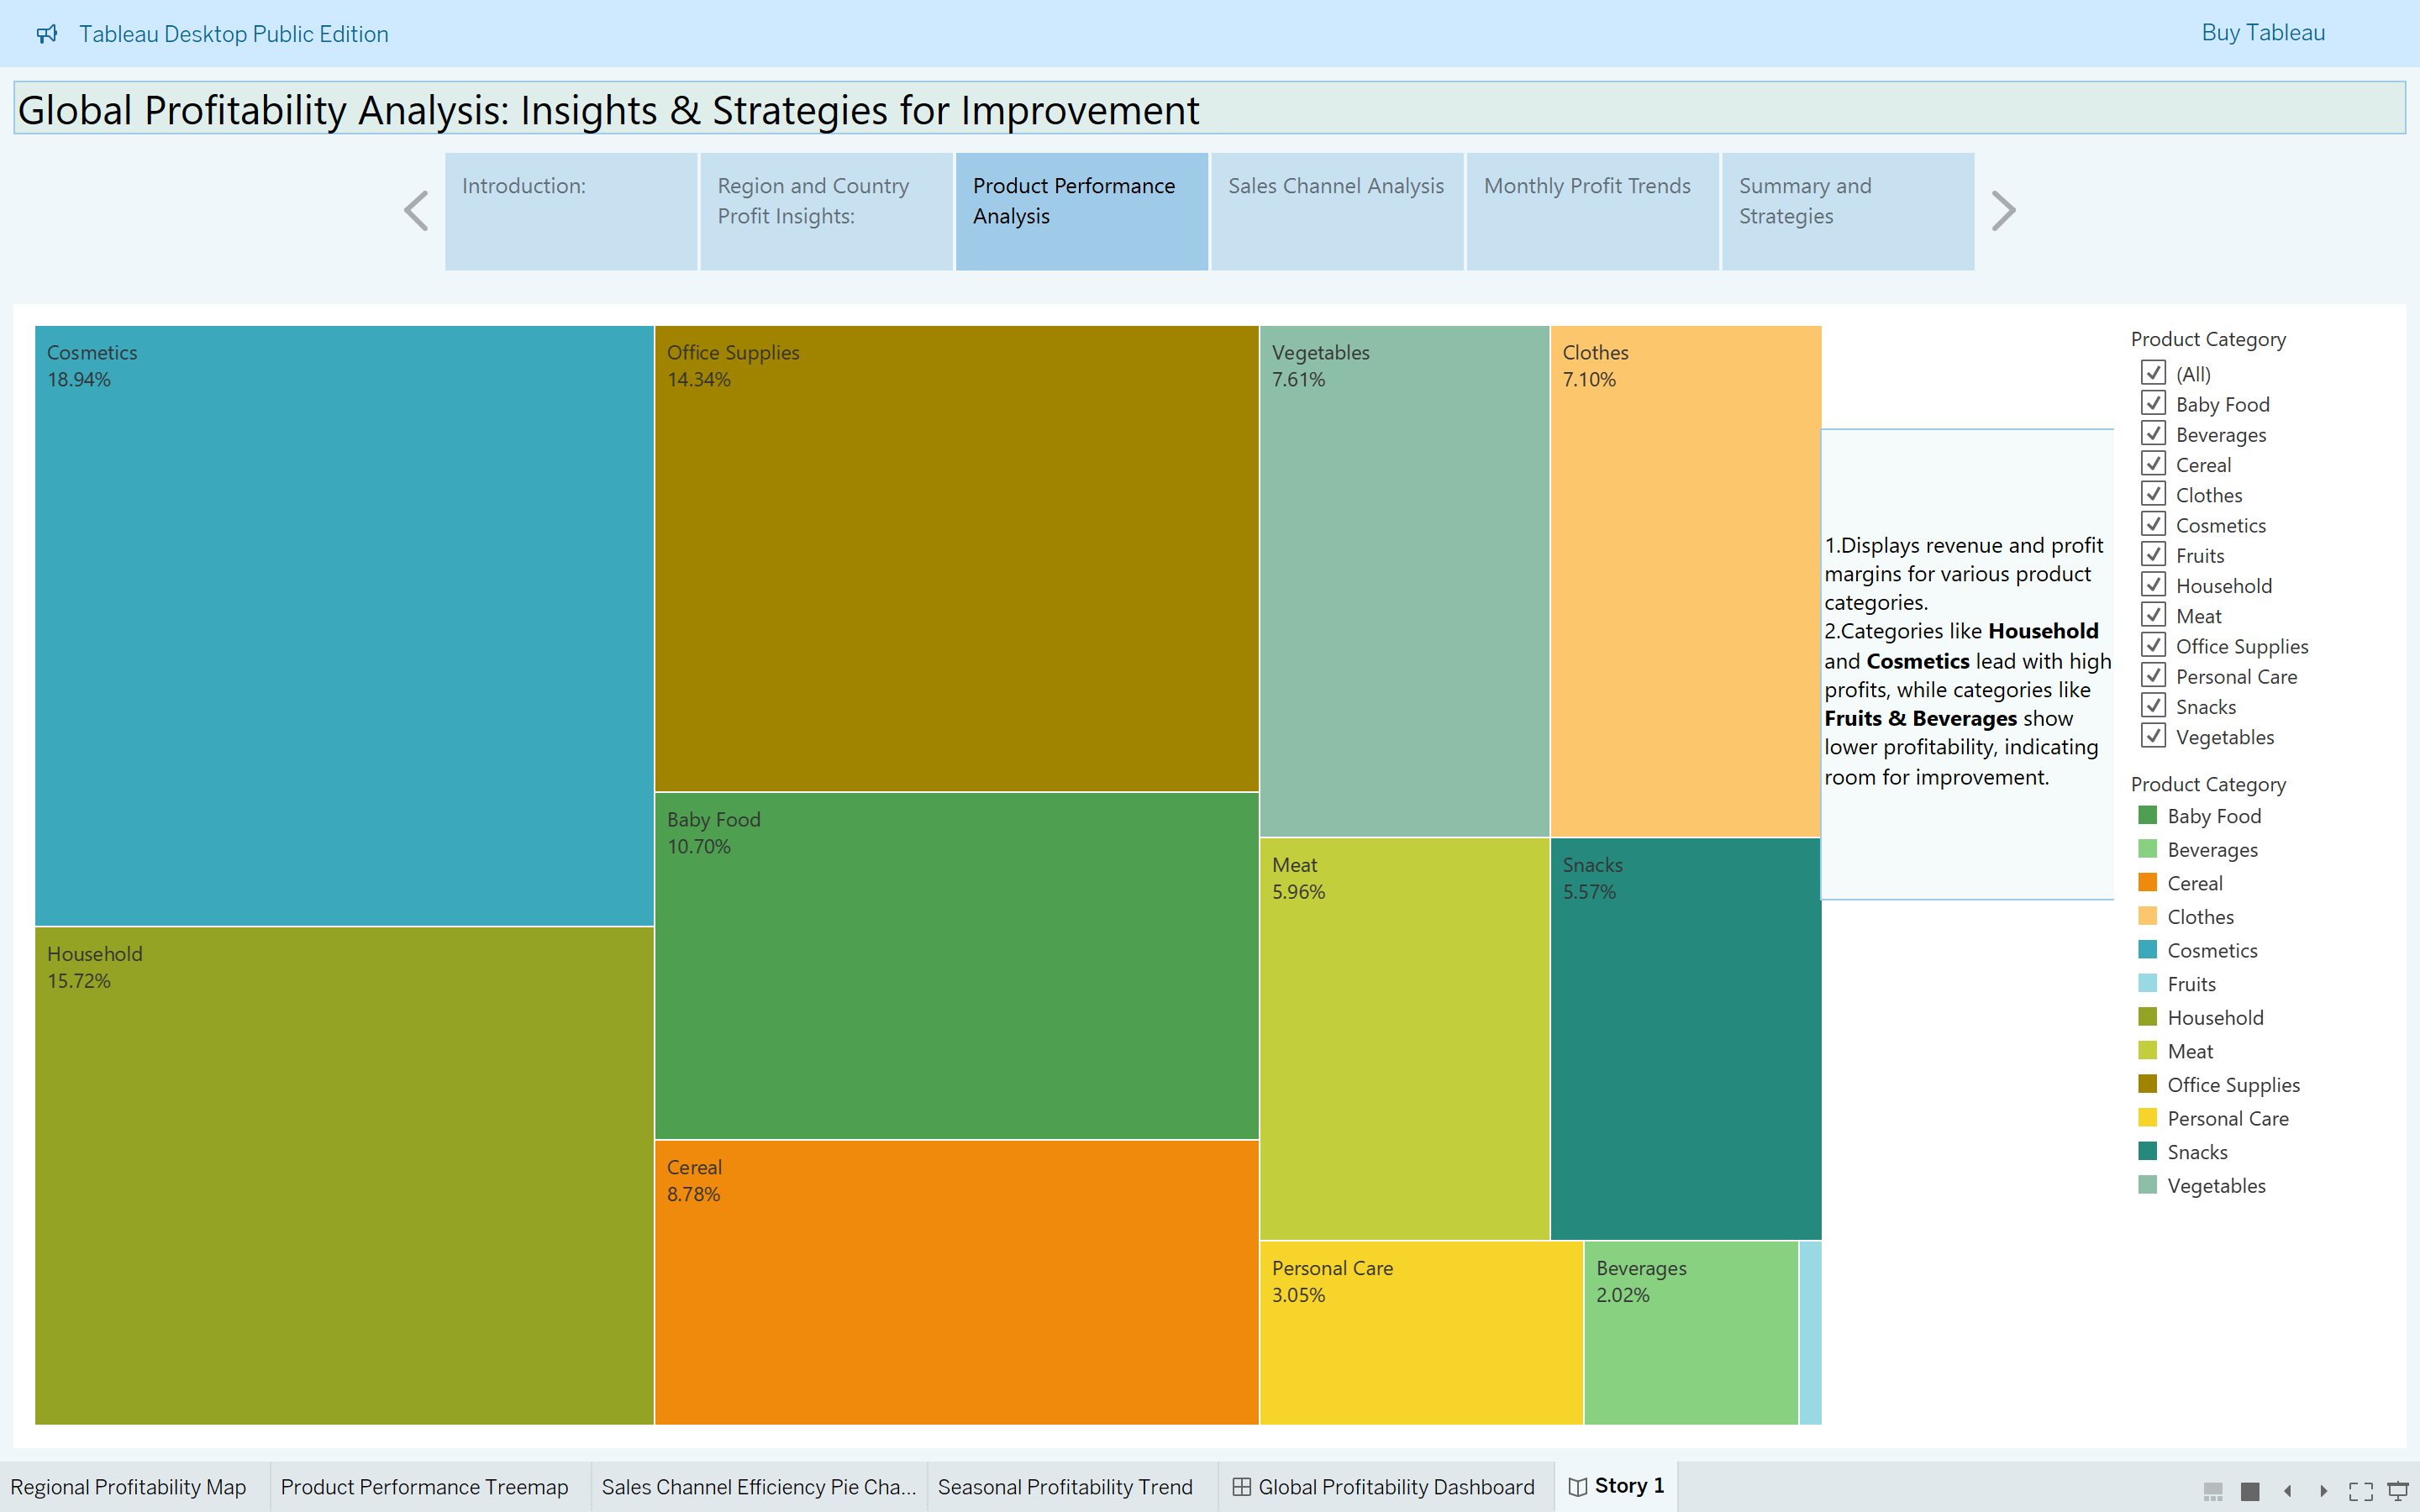 Tableau Desktop Public Edition
Buy Tableau
Global Profitability Analysis: Insights & Strategies for Improvement
Introduction:
Region and Country
Profit Insights:
Product Performance
Analysis
Sales Channel Analysis
Monthly Profit Trends
Summary and
Strategies
Cosmetics
18.94%
Household
15.72%
Office Supplies
14.34%
Baby Food
10.70%
Cereal
8.78%
Vegetables
7.61%
Clothes
7.10%
Meat
5.96%
Snacks
5.57%
Personal Care
3.05%
Beverages
2.02%
1.Displays revenue and profit
margins for various product
categories.
2.Categories like Household
and Cosmetics lead with high
profits, while categories like
Fruits & Beverages show
lower profitability, indicating
room for improvement.
Product Category
(All)
Baby Food
Beverages
Cereal
Clothes
Cosmetics
Fruits
Household
Meat
Office Supplies
Personal Care
Snacks
Vegetables
Product Category
Baby Food
Beverages
Cereal
Clothes
Cosmetics
Fruits
Household
Meat
Office Supplies
Personal Care
Snacks
Vegetables
Regional Profitability Map
Product Performance Treemap
Sales Channel Efficiency Pie Cha...
Seasonal Profitability Trend
Global Profitability Dashboard
Story 1